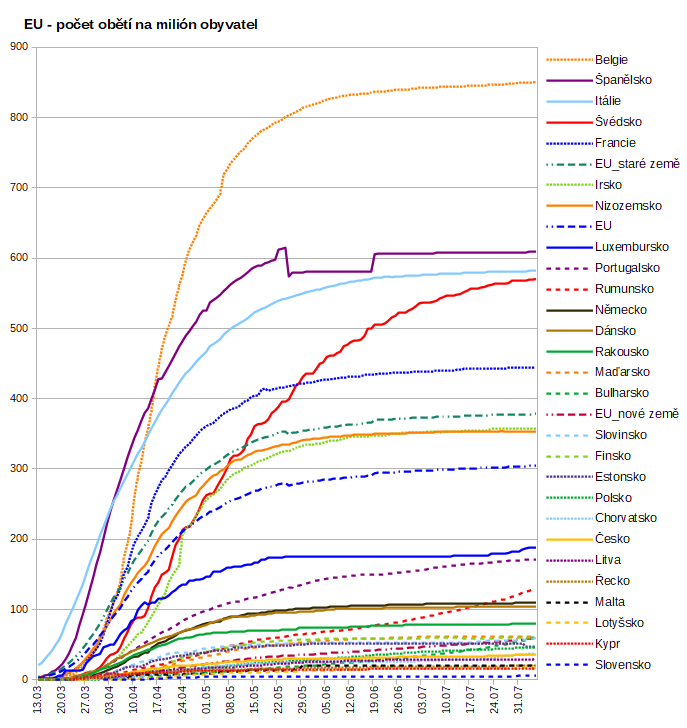 EU - počet obětí na milión obyvatel
900
800
700
600
500
400
300
200
100
0
13.03
20.03
27.03
03.04
10.04
17.04
24.04
01.05
08.05
15.05
22.05
29.05
05.06
12.06
19.06
26.06
03.07
10.07
17.07
24.07
31.07
Belgie
Španělsko
Itálie
Švédsko
Francie
EU_staré země
Irsko
Nizozemsko
EU
Luxembursko
Portugalsko
Rumunsko
Německo
Dánsko
Rakousko
Maďarsko
Bulharsko
EU_nové země
Slovinsko
Finsko
Estonsko
Polsko
Chorvatsko
Česko
Litva
Řecko
Malta
Lotyšsko
Kypr
Slovensko